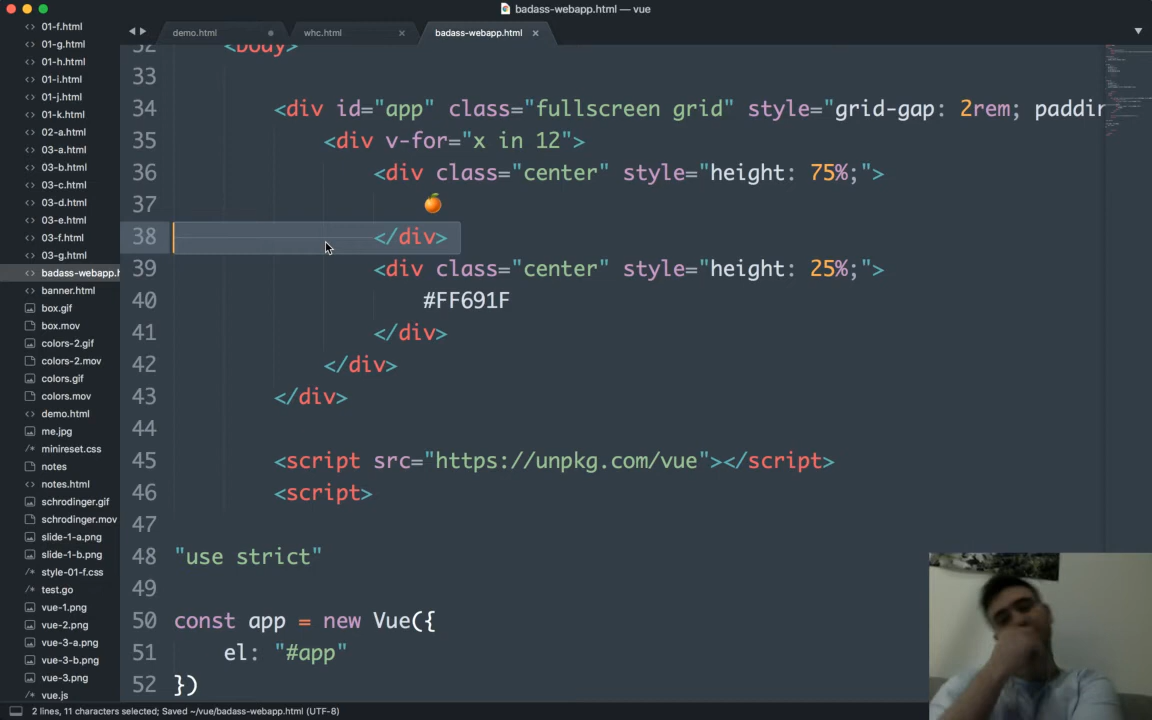 badass-webapp.html — vue
demo.html
whc.html
badass-webapp.html
01-f.html
01-g.html
01-h.html
01-i.html
01-j.html
01-k.html
02-a.html
03-a.html
03-b.html
03-c.html
03-d.html
03-e.html
03-f.html
03-g.html
badass-webapp.h
banner.html
box.gif
box.mov
colors-2.gif
colors-2.mov
colors.gif
colors.mov
demo.html
me.jpg
minireset.css
notes
notes.html
schrodinger.gif
schrodinger.mov
slide-1-a.png
slide-1-b.png
style-01-f.css
test.go
vue-1.png
vue-2.png
vue-3-a.png
vue-3-b.png
vue-3.png
vue.js
32 <body>
33
34 <div id="app" class="fullscreen grid" style="grid-gap: 2rem; paddin
35 <div v-for="x in 12">
36 <div class="center" style="height: 75%;">
37 🍊
38 </div>
39 <div class="center" style="height: 25%;">
40 #FF691F
41 </div>
42 </div>
43 </div>
44
45 <script src="https://unpkg.com/vue"></script>
46 <script>
47
48 "use strict"
49
50 const app = new Vue({
51 el: "#app"
52 })
2 lines, 11 characters selected; Saved ~/vue/badass-webapp.html (UTF-8)